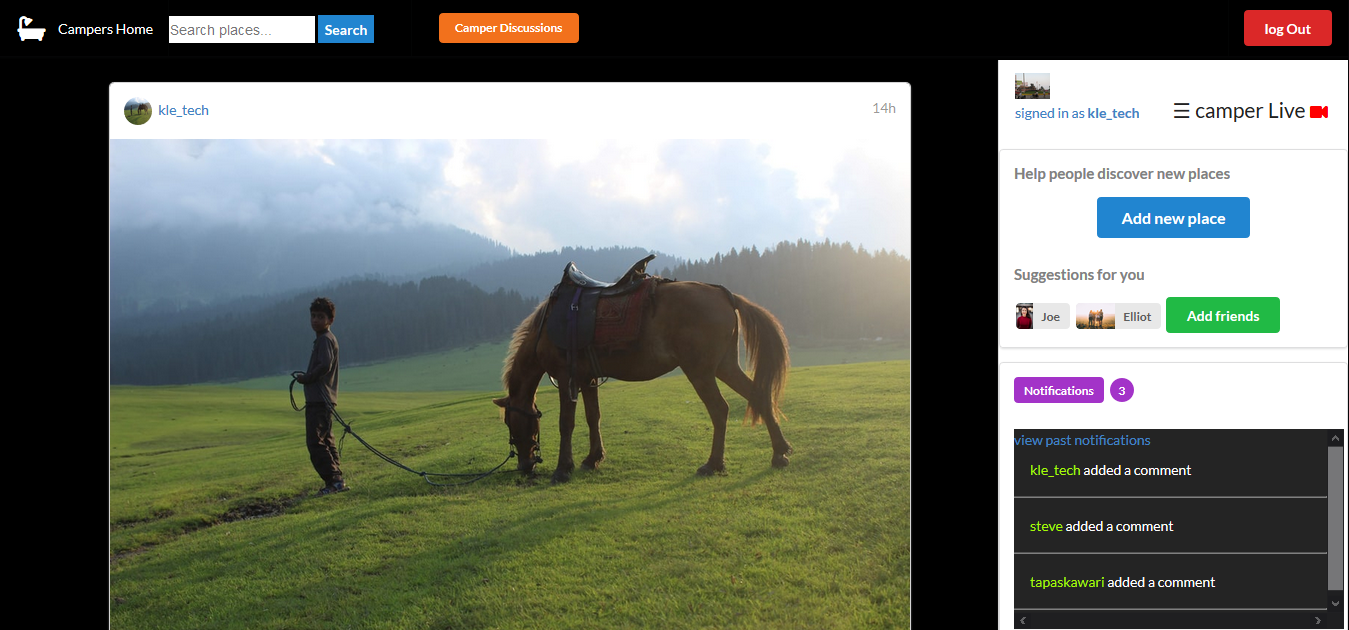 Campers Home
Search places...
Search
Camper Discussions
log Out
kle_tech
14h
signed in as kle_tech
☰ camper Live
Help people discover new places
Add new place
Suggestions for you
Joe
Elliot
Add friends
Notifications
3
view past notifications
kle_tech added a comment
steve added a comment
tapaskawari added a comment